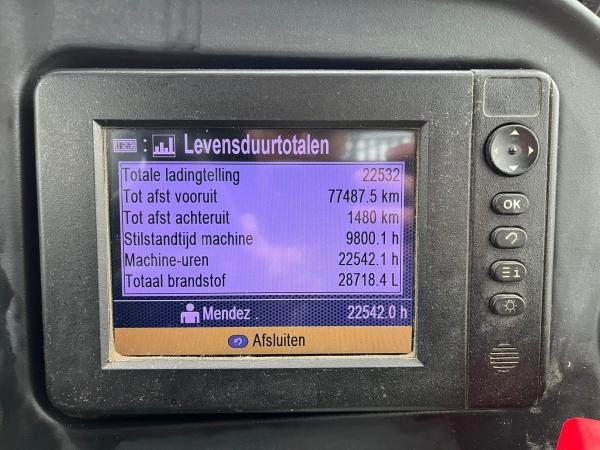 123 : Levensduurtotalen
Totale ladingtelling 22532
Tot afst vooruit 77487.5 km
Tot afst achteruit 1480 km
Stilstandtijd machine 9800.1 h
Machine-uren 22542.1 h
Totaal brandstof 28718.4 L
Mendez . 22542.0 h
Afsluiten
OK
i